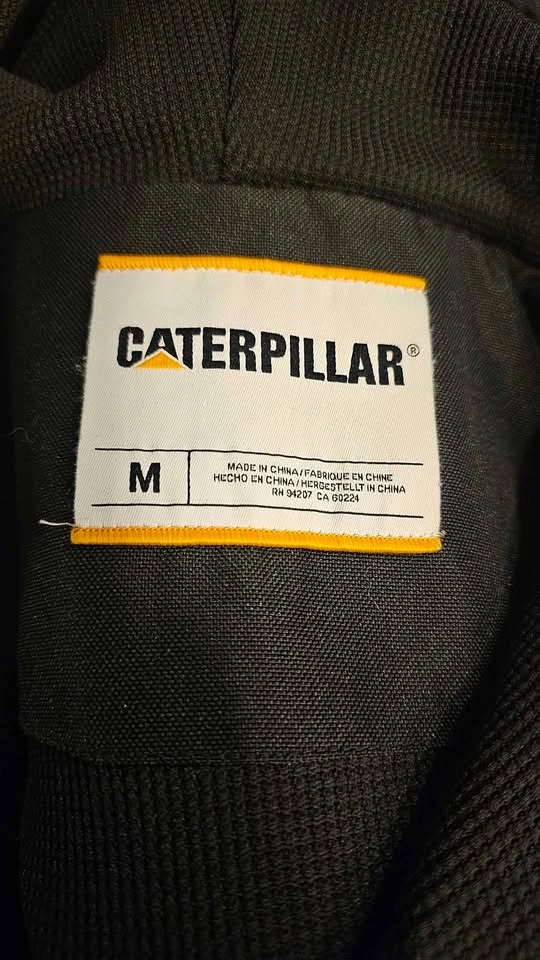 CATERPILLAR®
M
MADE IN CHINA/FABRIQUE EN CHINE
HECHO EN CHINA/HERGESTELLT IN CHINA
RN 94207 CA 60224